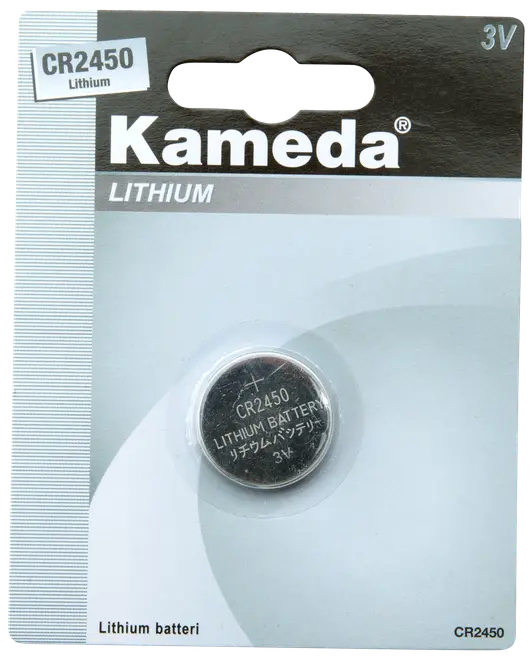 CR2450
Lithium
3V
Kameda®
LITHIUM
+
CR2450
LITHIUM BATTERY
リチウムバッテリー
3V
Lithium batteri
CR2450